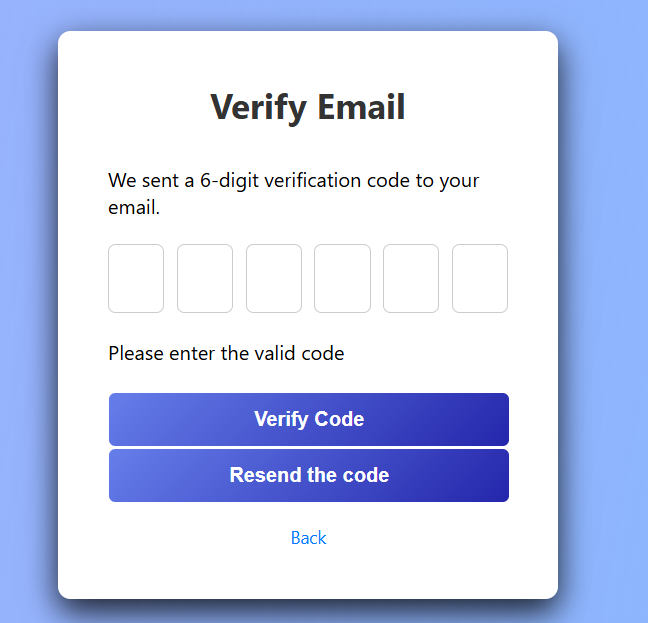 Verify Email
We sent a 6-digit verification code to your
email.
Please enter the valid code
Verify Code
Resend the code
Back